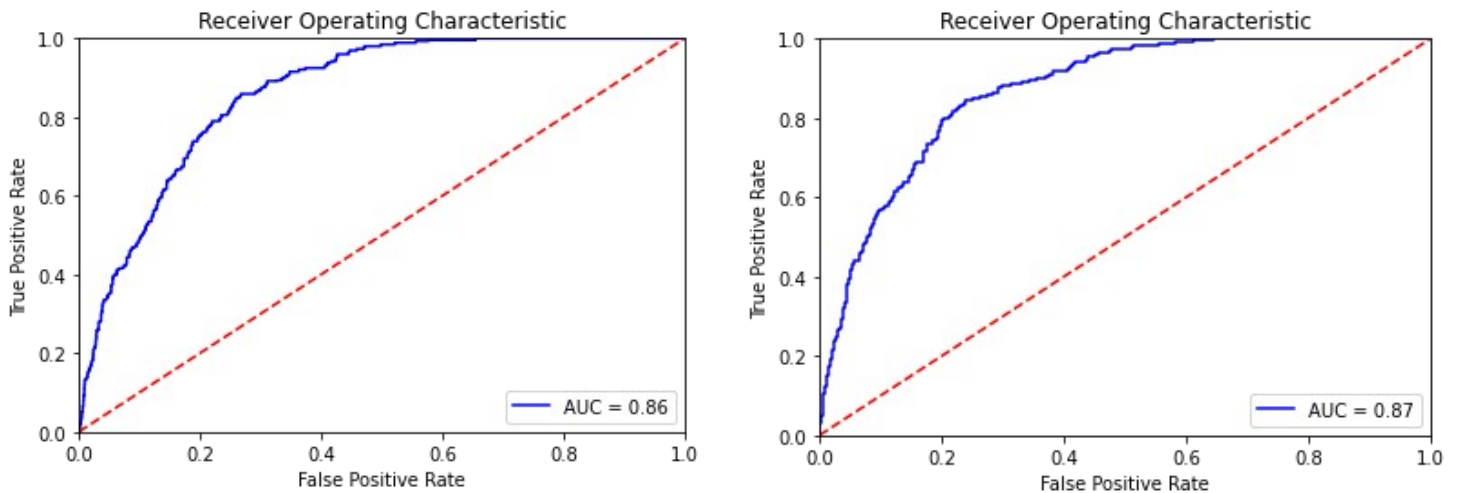 Receiver Operating Characteristic
1.0
0.8
0.6
0.4
0.2
0.0
True Positive Rate
AUC = 0.86
0.0 0.2 0.4 0.6 0.8 1.0
False Positive Rate
Receiver Operating Characteristic
1.0
0.8
0.6
0.4
0.2
0.0
True Positive Rate
AUC = 0.87
0.0 0.2 0.4 0.6 0.8 1.0
False Positive Rate